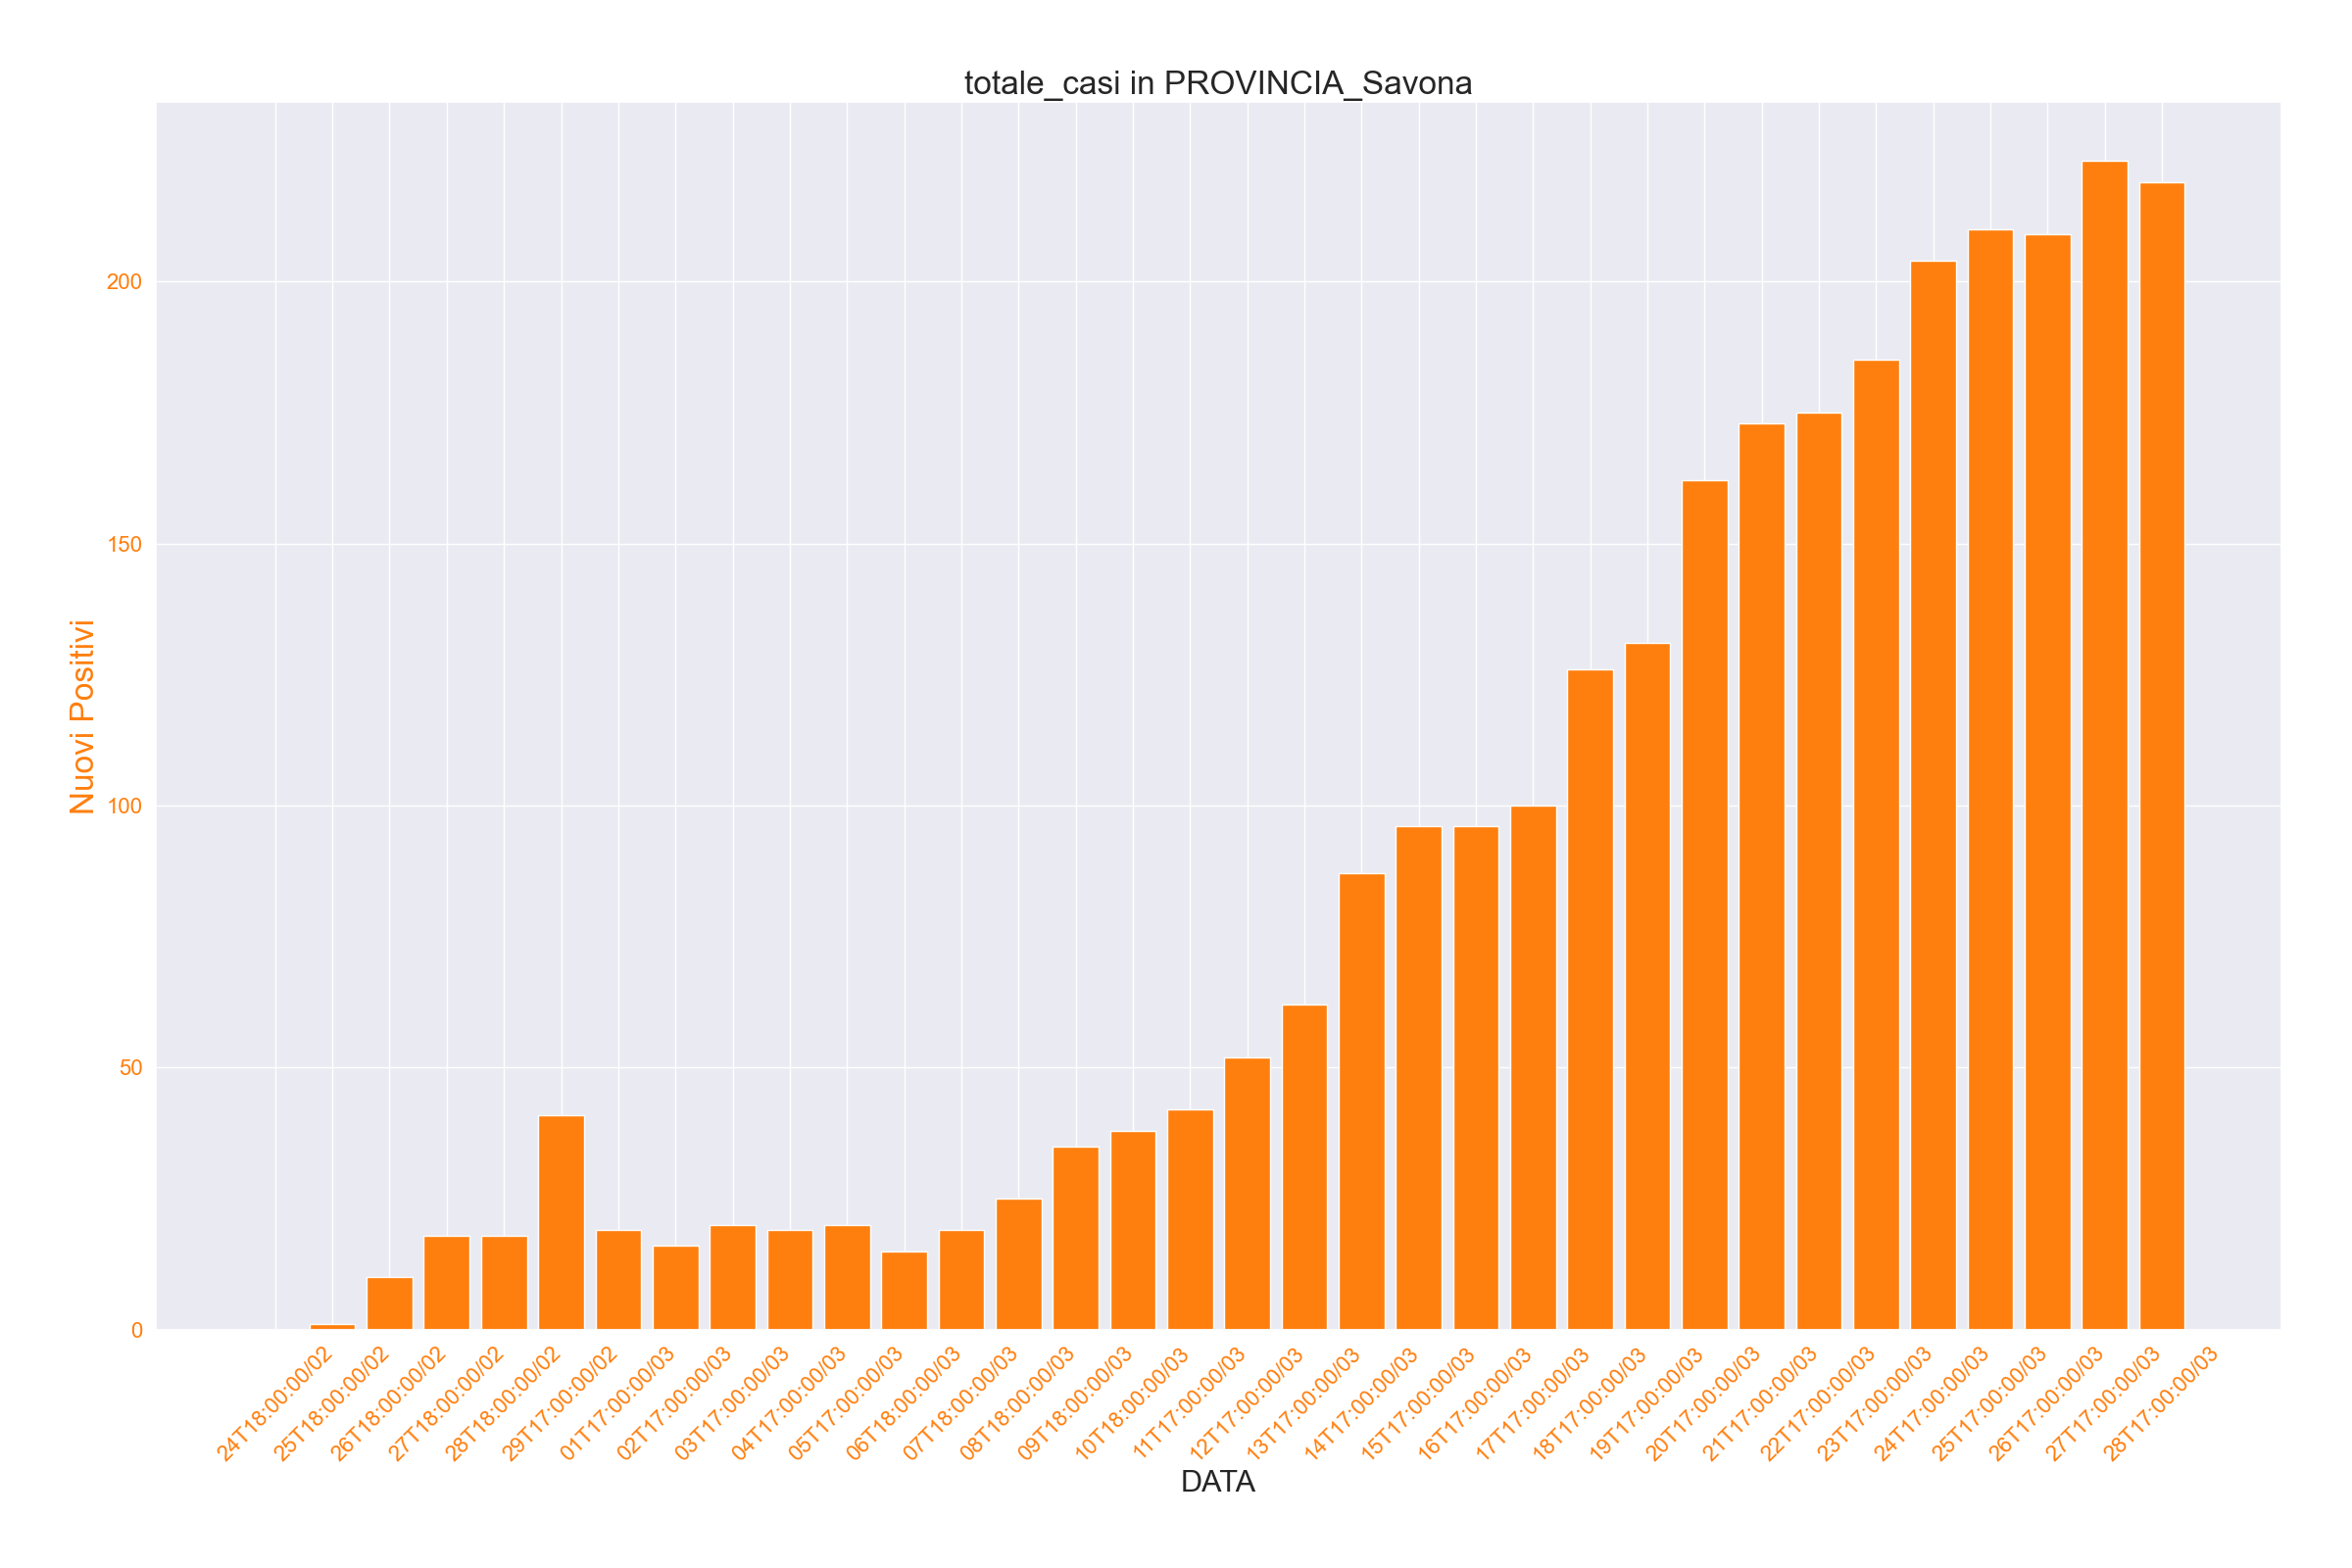 totale_casi in PROVINCIA_Savona
Nuovi Positivi
200
150
100
50
0
24T18:00:00/02
25T18:00:00/02
26T18:00:00/02
27T18:00:00/02
28T18:00:00/02
29T17:00:00/02
01T17:00:00/03
02T17:00:00/03
03T17:00:00/03
04T17:00:00/03
05T17:00:00/03
06T18:00:00/03
07T18:00:00/03
08T18:00:00/03
09T18:00:00/03
10T18:00:00/03
11T17:00:00/03
12T17:00:00/03
13T17:00:00/03
14T17:00:00/03
15T17:00:00/03
16T17:00:00/03
17T17:00:00/03
18T17:00:00/03
19T17:00:00/03
20T17:00:00/03
21T17:00:00/03
22T17:00:00/03
23T17:00:00/03
24T17:00:00/03
25T17:00:00/03
26T17:00:00/03
27T17:00:00/03
28T17:00:00/03
DATA